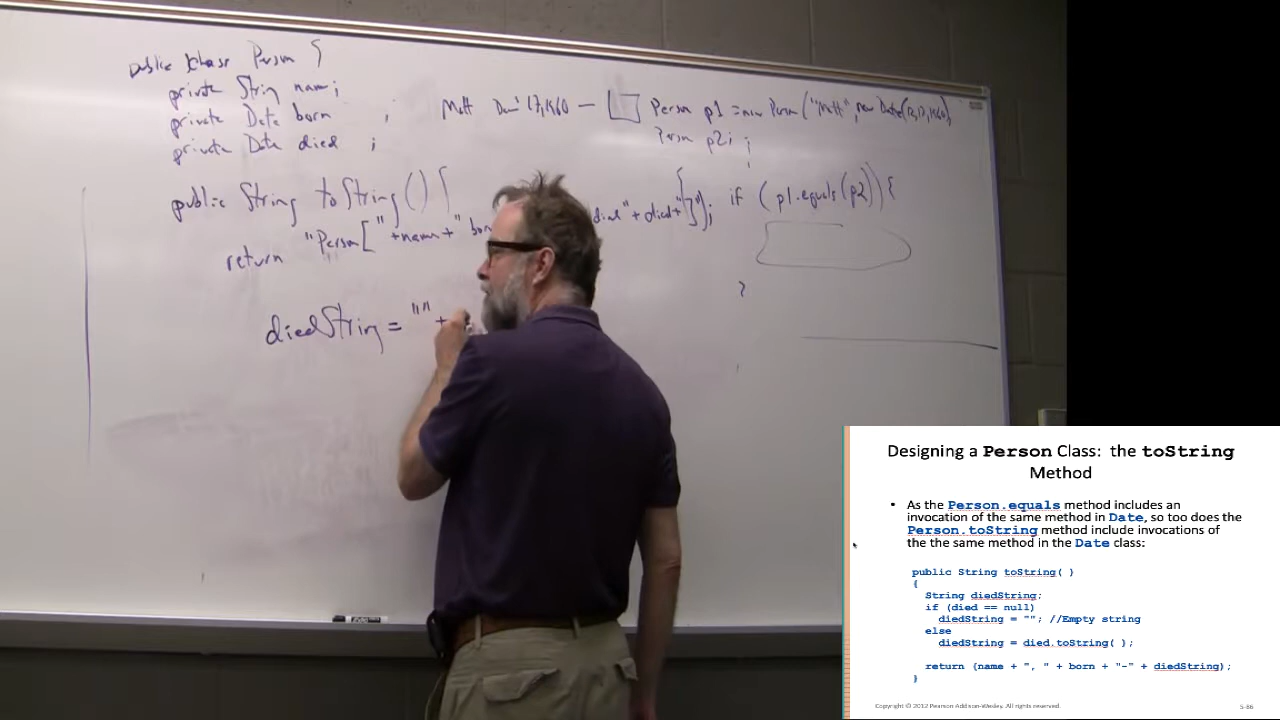 public class Person {
private String name;
private Date born ;
private Date died ;
Matt Dec 17, 1960 —
Person p1 = new Person ("Matt", new Date(12,17,1960),
Person p2; ;
public String toString() {
return "Person[" +name+" born
died" + died+"]");
}
if (p1.equals(p2)) {
}
diedString = "" +
Designing a Person Class: the toString
Method
• As the Person.equals method includes an
invocation of the same method in Date, so too does the
Person.toString method include invocations of
the the same method in the Date class:
public String toString( )
{
String diedString;
if (died == null)
diedString = ""; //Empty string
else
diedString = died.toString( );
return (name + ", " + born + "-" + diedString);
}
Copyright © 2012 Pearson Addison-Wesley. All rights reserved.
5-86